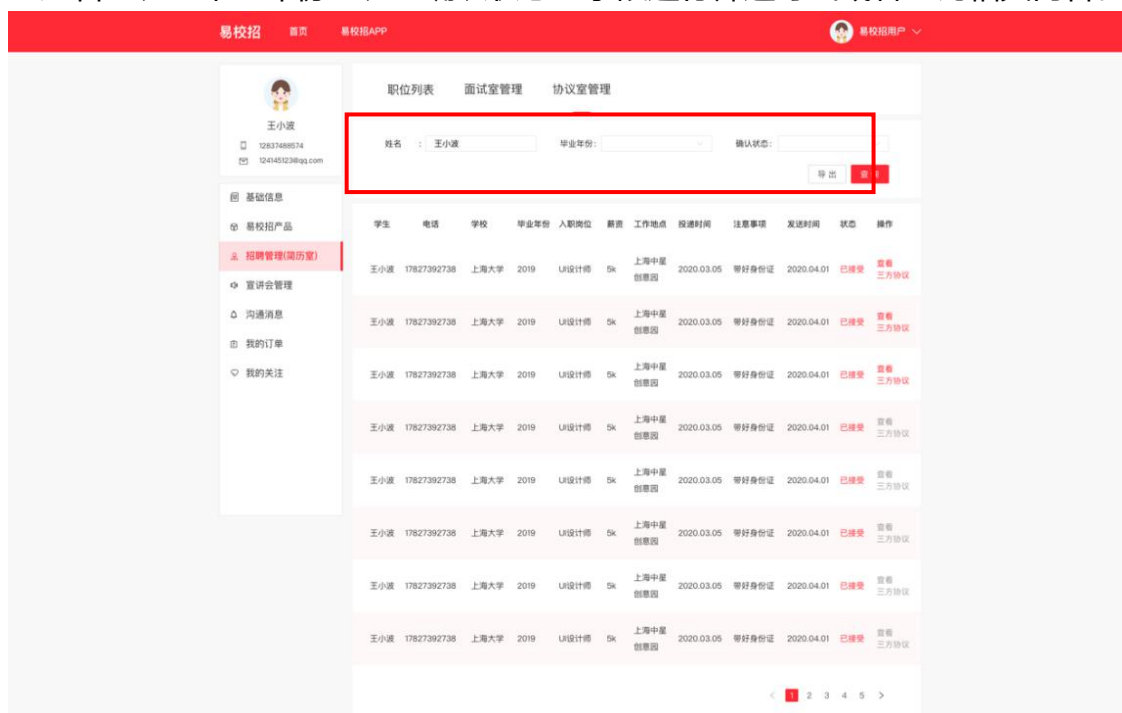 易校招 首页 易校招APP 易校招用户
王小波
12837488574
124145123@qq.com
基础信息
易校招产品
招聘管理(简历室)
宣讲会管理
沟通消息
我的订单
我的关注
职位列表 面试室管理 协议室管理
姓名 : 王小波 毕业年份: 确认状态:
导出
学生 电话 学校 毕业年份 入职岗位 薪资 工作地点 投递时间 注意事项 发送时间 状态 操作
王小波 17827392738 上海大学 2019 UI设计师 5k 上海中星创意园 2020.03.05 带好身份证 2020.04.01 已接受 查看三方协议
王小波 17827392738 上海大学 2019 UI设计师 5k 上海中星创意园 2020.03.05 带好身份证 2020.04.01 已接受 查看三方协议
王小波 17827392738 上海大学 2019 UI设计师 5k 上海中星创意园 2020.03.05 带好身份证 2020.04.01 已接受 查看三方协议
王小波 17827392738 上海大学 2019 UI设计师 5k 上海中星创意园 2020.03.05 带好身份证 2020.04.01 已接受 查看三方协议
王小波 17827392738 上海大学 2019 UI设计师 5k 上海中星创意园 2020.03.05 带好身份证 2020.04.01 已接受 查看三方协议
王小波 17827392738 上海大学 2019 UI设计师 5k 上海中星创意园 2020.03.05 带好身份证 2020.04.01 已接受 查看三方协议
王小波 17827392738 上海大学 2019 UI设计师 5k 上海中星创意园 2020.03.05 带好身份证 2020.04.01 已接受 查看三方协议
王小波 17827392738 上海大学 2019 UI设计师 5k 上海中星创意园 2020.03.05 带好身份证 2020.04.01 已接受 查看三方协议
< 1 2 3 4 5 >